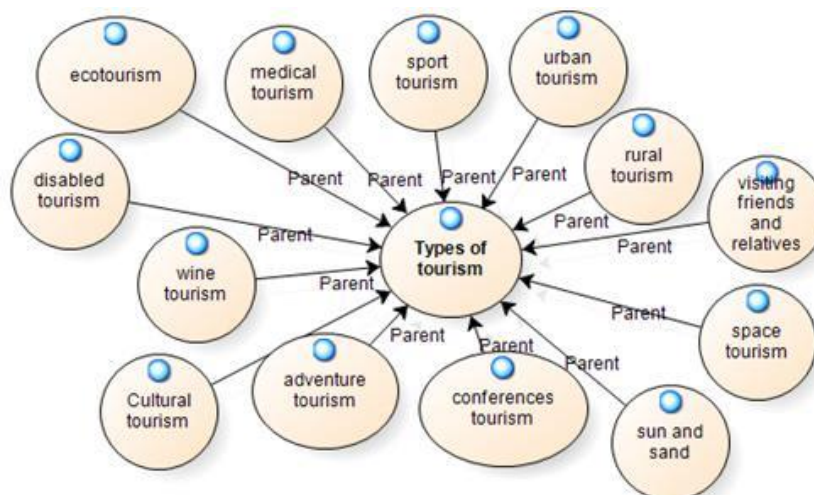 ecotourism
medical
tourism
sport
tourism
urban
tourism
disabled
tourism
rural
tourism
visiting
friends
and
relatives
Parent
Parent
Parent
Parent
Parent
Parent
Parent
Types of
tourism
wine
tourism
Parent
Parent
Parent
Parent
Parent
space
tourism
Cultural
tourism
adventure
tourism
conferences
tourism
sun and
sand